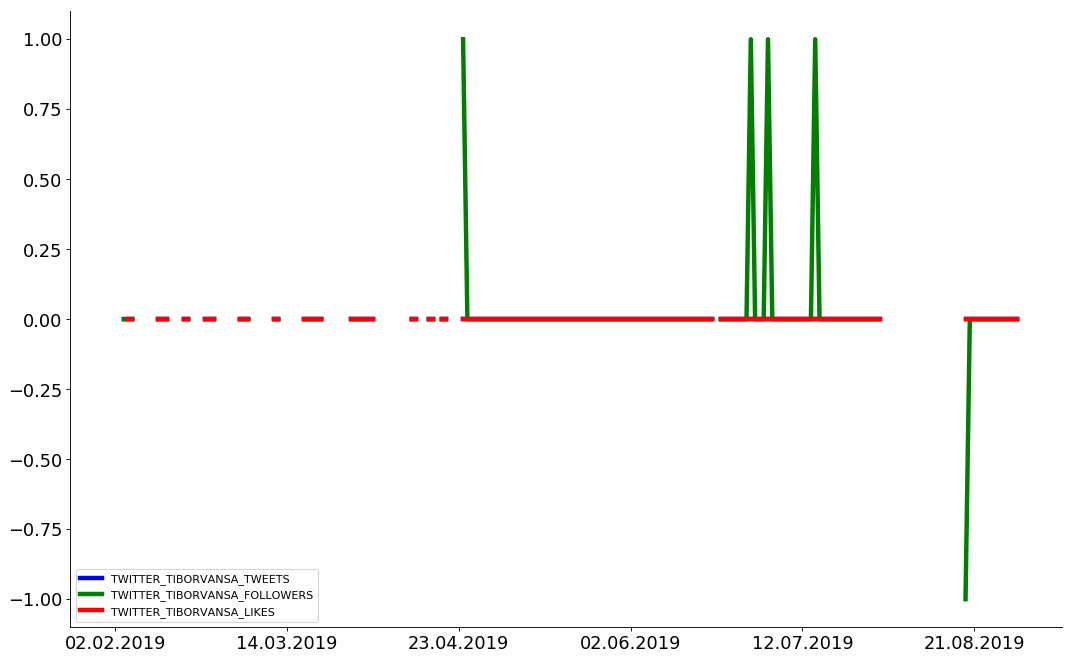 1.00
0.75
0.50
0.25
0.00
−0.25
−0.50
−0.75
−1.00
TWITTER_TIBORVANSA_TWEETS
TWITTER_TIBORVANSA_FOLLOWERS
TWITTER_TIBORVANSA_LIKES
02.02.2019 14.03.2019 23.04.2019 02.06.2019 12.07.2019 21.08.2019